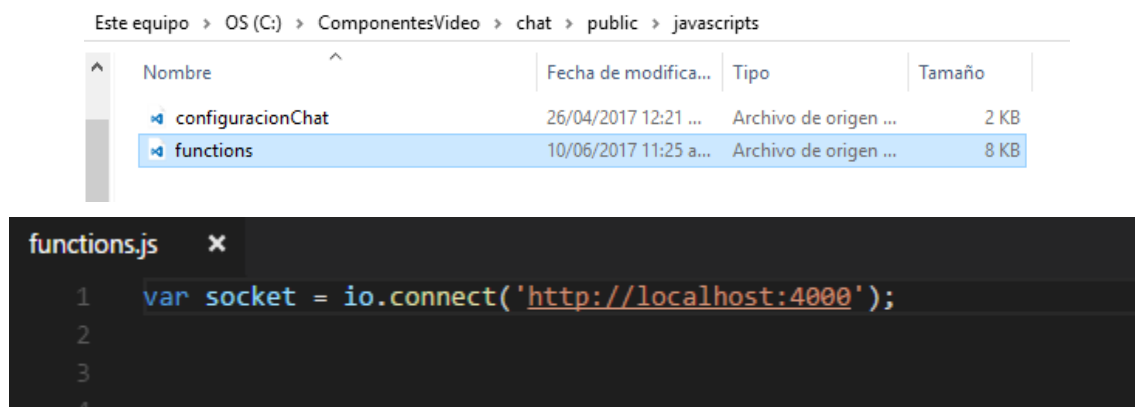 Este equipo > OS (C:) > ComponentesVideo > chat > public > javascripts
Nombre Fecha de modifica... Tipo Tamaño
configuracionChat 26/04/2017 12:21 ... Archivo de origen ... 2 KB
functions 10/06/2017 11:25 a... Archivo de origen ... 8 KB
functions.js ×
1 var socket = io.connect('http://localhost:4000');
2
3